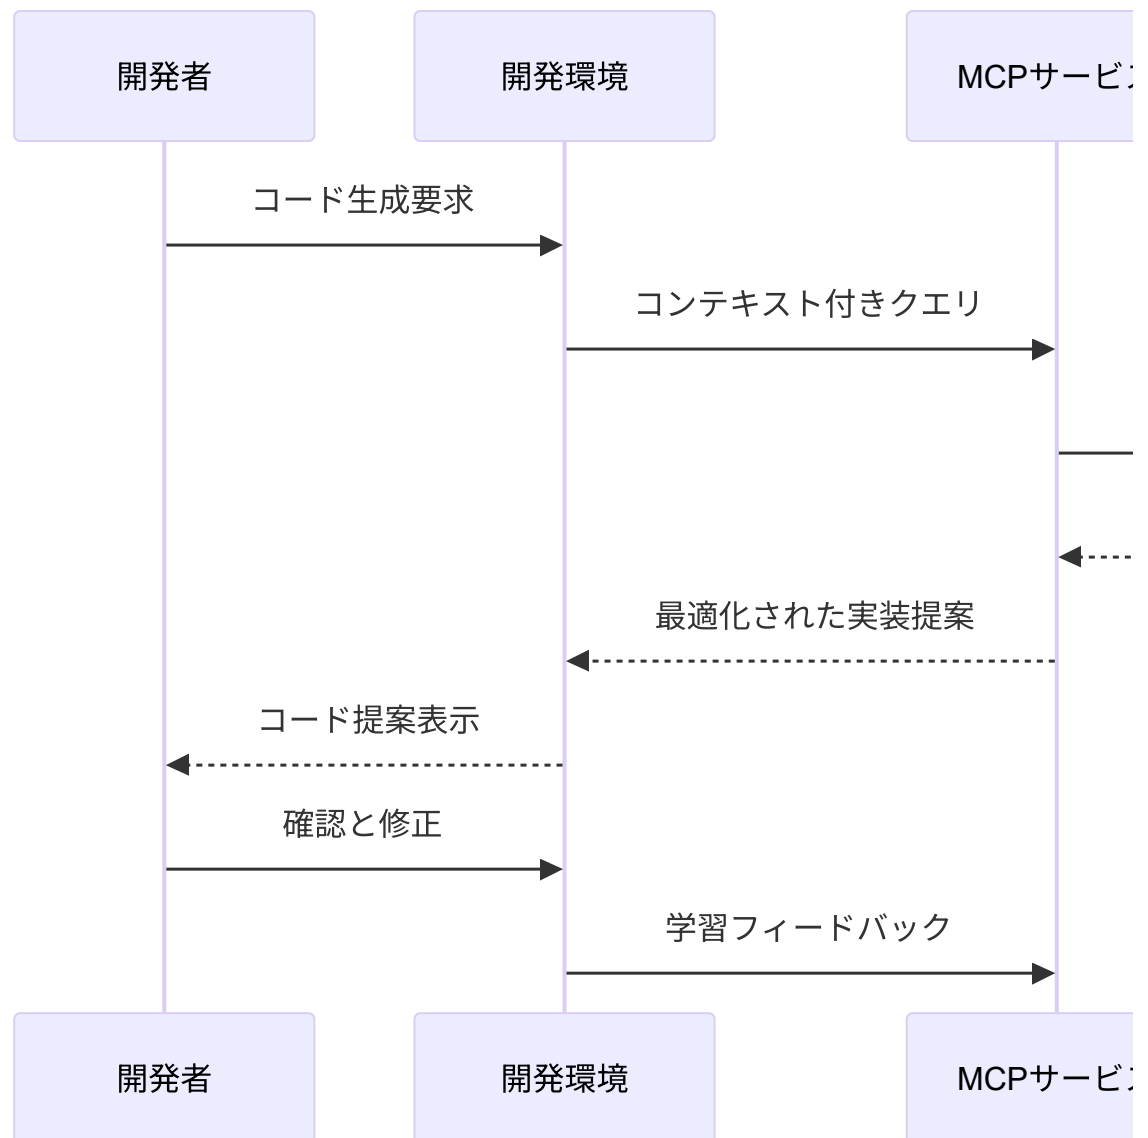 開発者
開発環境
MCPサービ
コード生成要求
コンテキスト付きクエリ
最適化された実装提案
コード提案表示
確認と修正
学習フィードバック
開発者
開発環境
MCPサービ